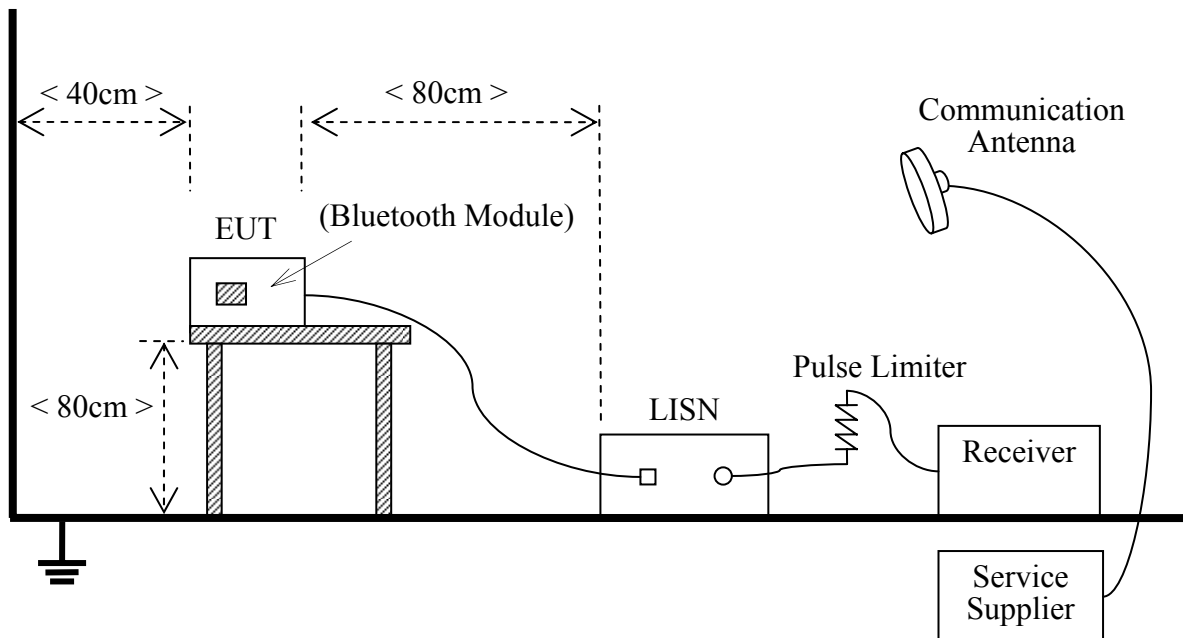 < 40cm >
< 80cm >
Communication
Antenna
(Bluetooth Module)
EUT
Pulse Limiter
< 80cm >
LISN
Receiver
Service
Supplier